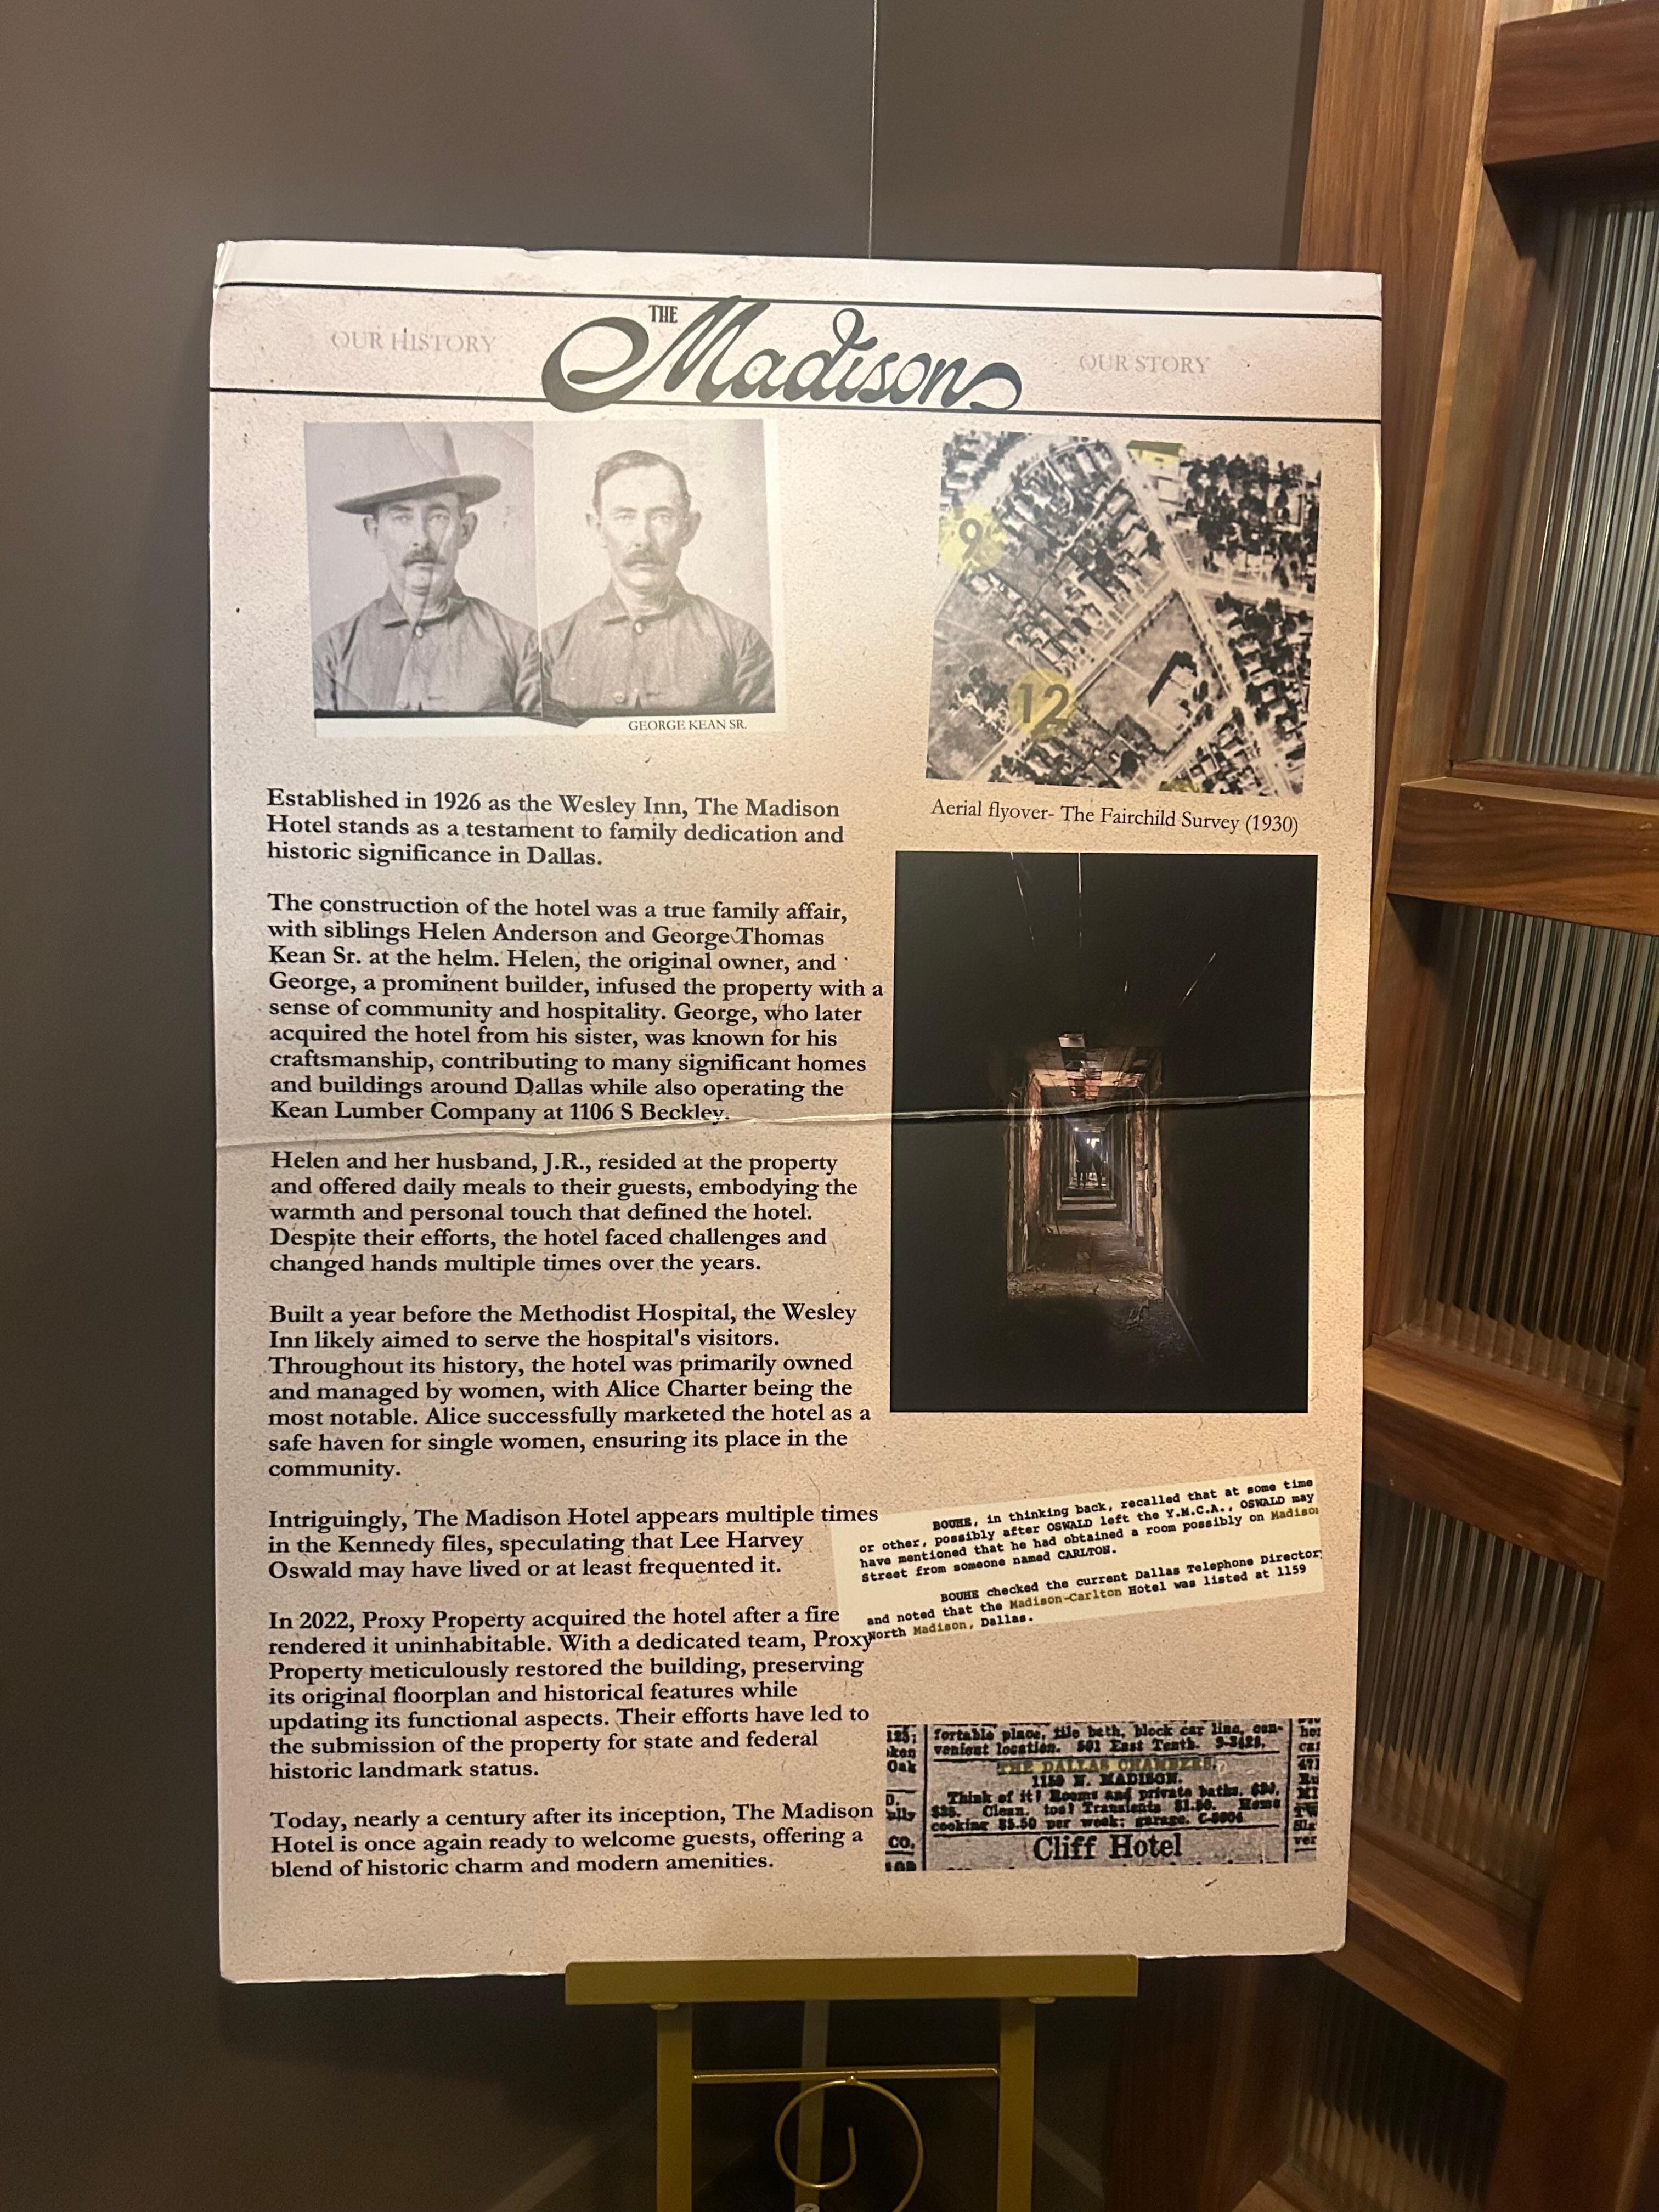 OUR HISTORY
THE Madison
OUR STORY
GEORGE KEAN SR.
Established in 1926 as the Wesley Inn, The Madison
Hotel stands as a testament to family dedication and
historic significance in Dallas.
The construction of the hotel was a true family affair,
with siblings Helen Anderson and George Thomas
Kean Sr. at the helm. Helen, the original owner, and
George, a prominent builder, infused the property with a
sense of community and hospitality. George, who later
acquired the hotel from his sister, was known for his
craftsmanship, contributing to many significant homes
and buildings around Dallas while also operating the
Kean Lumber Company at 1106 S Beckley.
Helen and her husband, J.R., resided at the property
and offered daily meals to their guests, embodying the
warmth and personal touch that defined the hotel.
Despite their efforts, the hotel faced challenges and
changed hands multiple times over the years.
Built a year before the Methodist Hospital, the Wesley
Inn likely aimed to serve the hospital's visitors.
Throughout its history, the hotel was primarily owned
and managed by women, with Alice Charter being the
most notable. Alice successfully marketed the hotel as a
safe haven for single women, ensuring its place in the
community.
Intriguingly, The Madison Hotel appears multiple times
in the Kennedy files, speculating that Lee Harvey
Oswald may have lived or at least frequented it.
In 2022, Proxy Property acquired the hotel after a fire
rendered it uninhabitable. With a dedicated team, Proxy
Property meticulously restored the building, preserving
its original floorplan and historical features while
updating its functional aspects. Their efforts have led to
the submission of the property for state and federal
historic landmark status.
Today, nearly a century after its inception, The Madison
Hotel is once again ready to welcome guests, offering a
blend of historic charm and modern amenities.
9
12
Aerial flyover- The Fairchild Survey (1930)
BOUHE, in thinking back, recalled that at some time
or other, possibly after OSWALD left the Y.M.C.A., OSWALD may
have mentioned that he had obtained a room possibly on Madison
Street from someone named CARLTON.
BOUHE checked the current Dallas Telephone Director
and noted that the Madison-Carlton Hotel was listed at 1159
North Madison, Dallas.
fortable place, tile bath, block car line, con-
venient location. 501 East Tenth. 9-3428.
THE DALLAS CHAMBERS,
1159 N. MADISON.
Think of it! Rooms and private baths, $30,
$35. Clean, too! Transients $1.50. Home
cooking $5.50 per week; garage.
Cliff Hotel
Oak
CO.